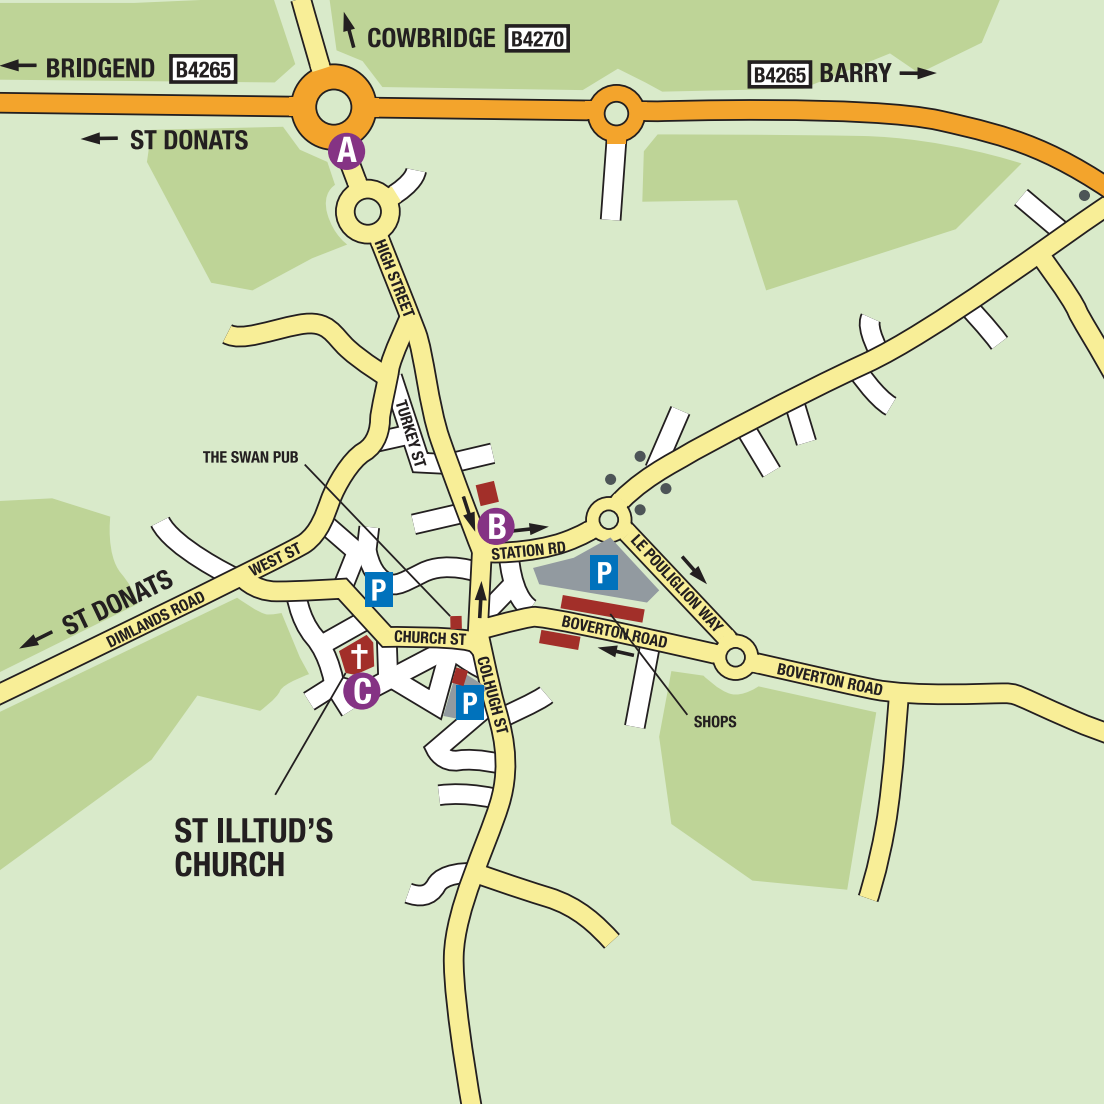 COWBRIDGE B4270
BRIDGEND B4265
B4265 BARRY
ST DONATS
A
HIGH STREET
TURKEY ST
THE SWAN PUB
B
STATION RD
LE POULIGLION WAY
P
WEST ST
P
ST DONATS
DIMLANDS ROAD
CHURCH ST
BOVERTON ROAD
BOVERTON ROAD
C
P
COLHUGH ST
SHOPS
ST ILLTUD'S
CHURCH